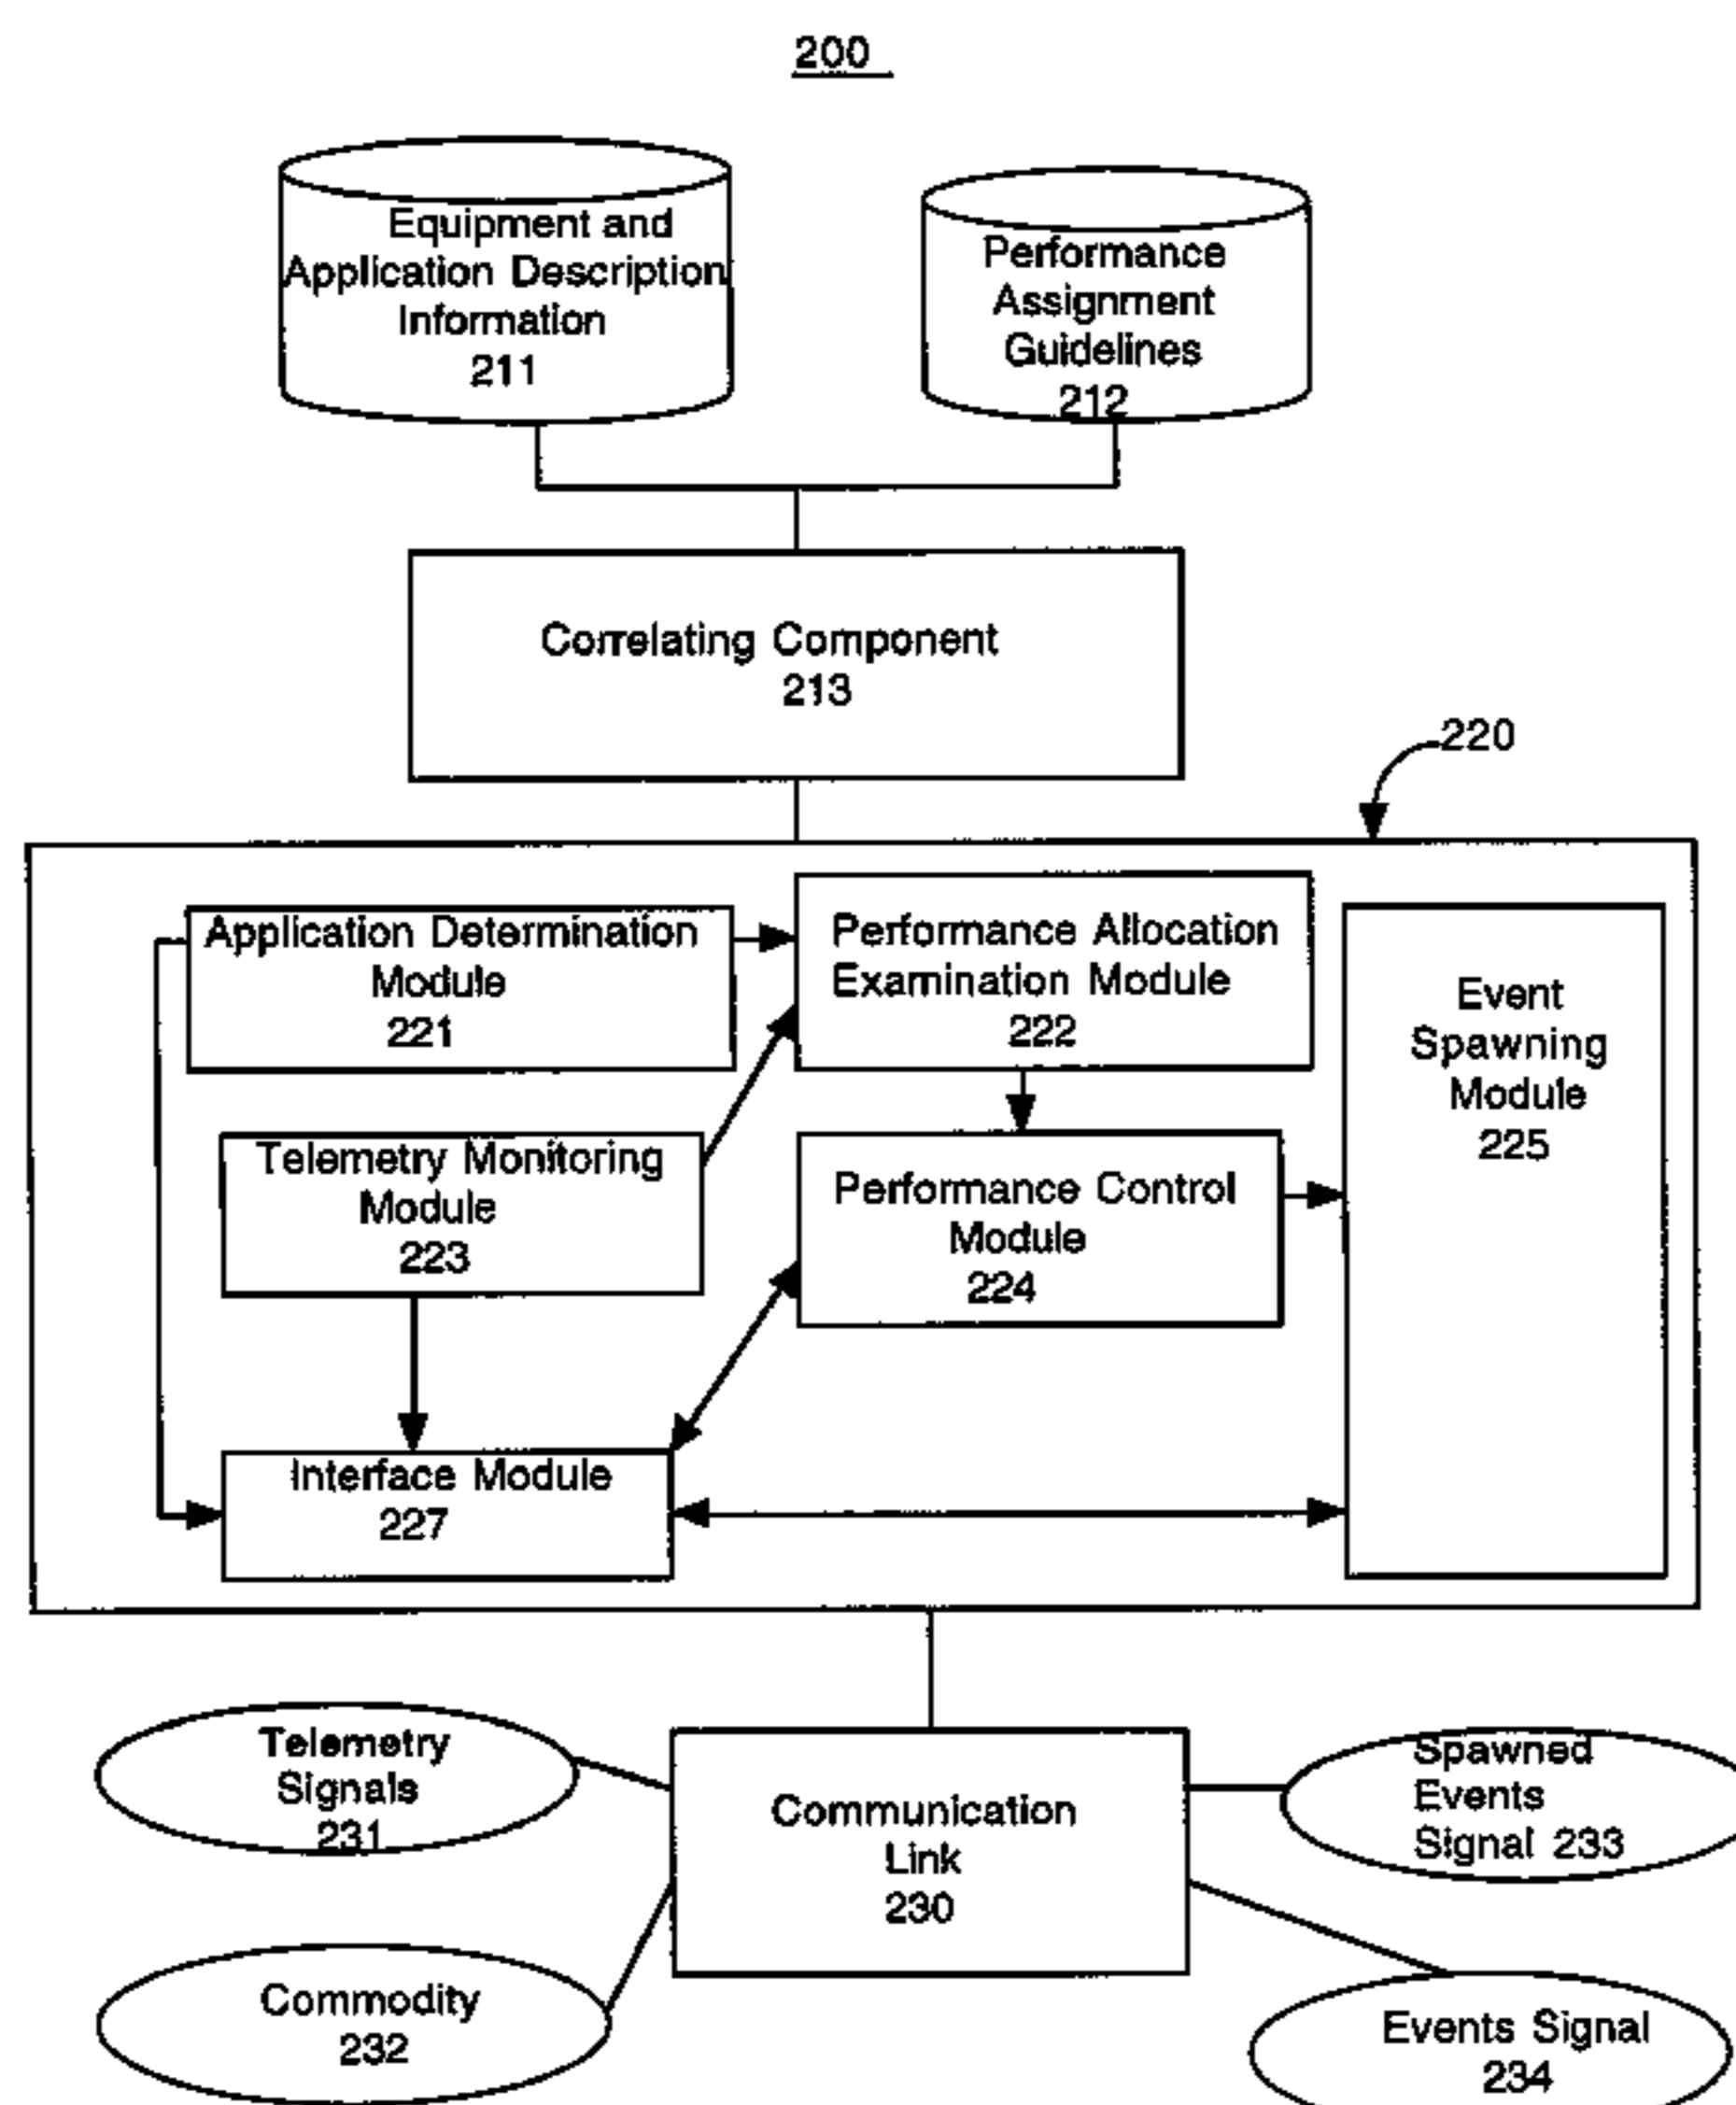 200
Equipment and
Application Description
Information
211
Performance
Assignment
Guidelines
212
Correlating Component
213
220
Application Determination
Module
221
Performance Allocation
Examination Module
222
Event
Spawning
Module
225
Telemetry Monitoring
Module
223
Performance Control
Module
224
Interface Module
227
Telemetry
Signals
231
Communication
Link
230
Spawned
Events
Signal 233
Commodity
232
Events Signal
234